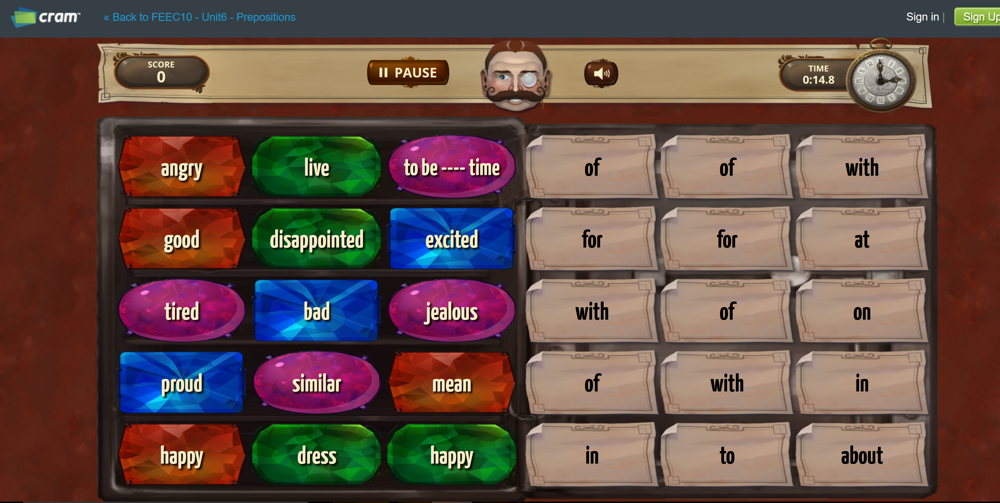 cram™
« Back to FEEC10 - Unit6 - Prepositions
Sign in |
Sign Up
SCORE
0
PAUSE
TIME
0:14.8
angry
live
to be ---- time
of
of
with
good
disappointed
excited
for
for
at
tired
bad
jealous
with
of
on
proud
similar
mean
of
with
in
happy
dress
happy
in
to
about